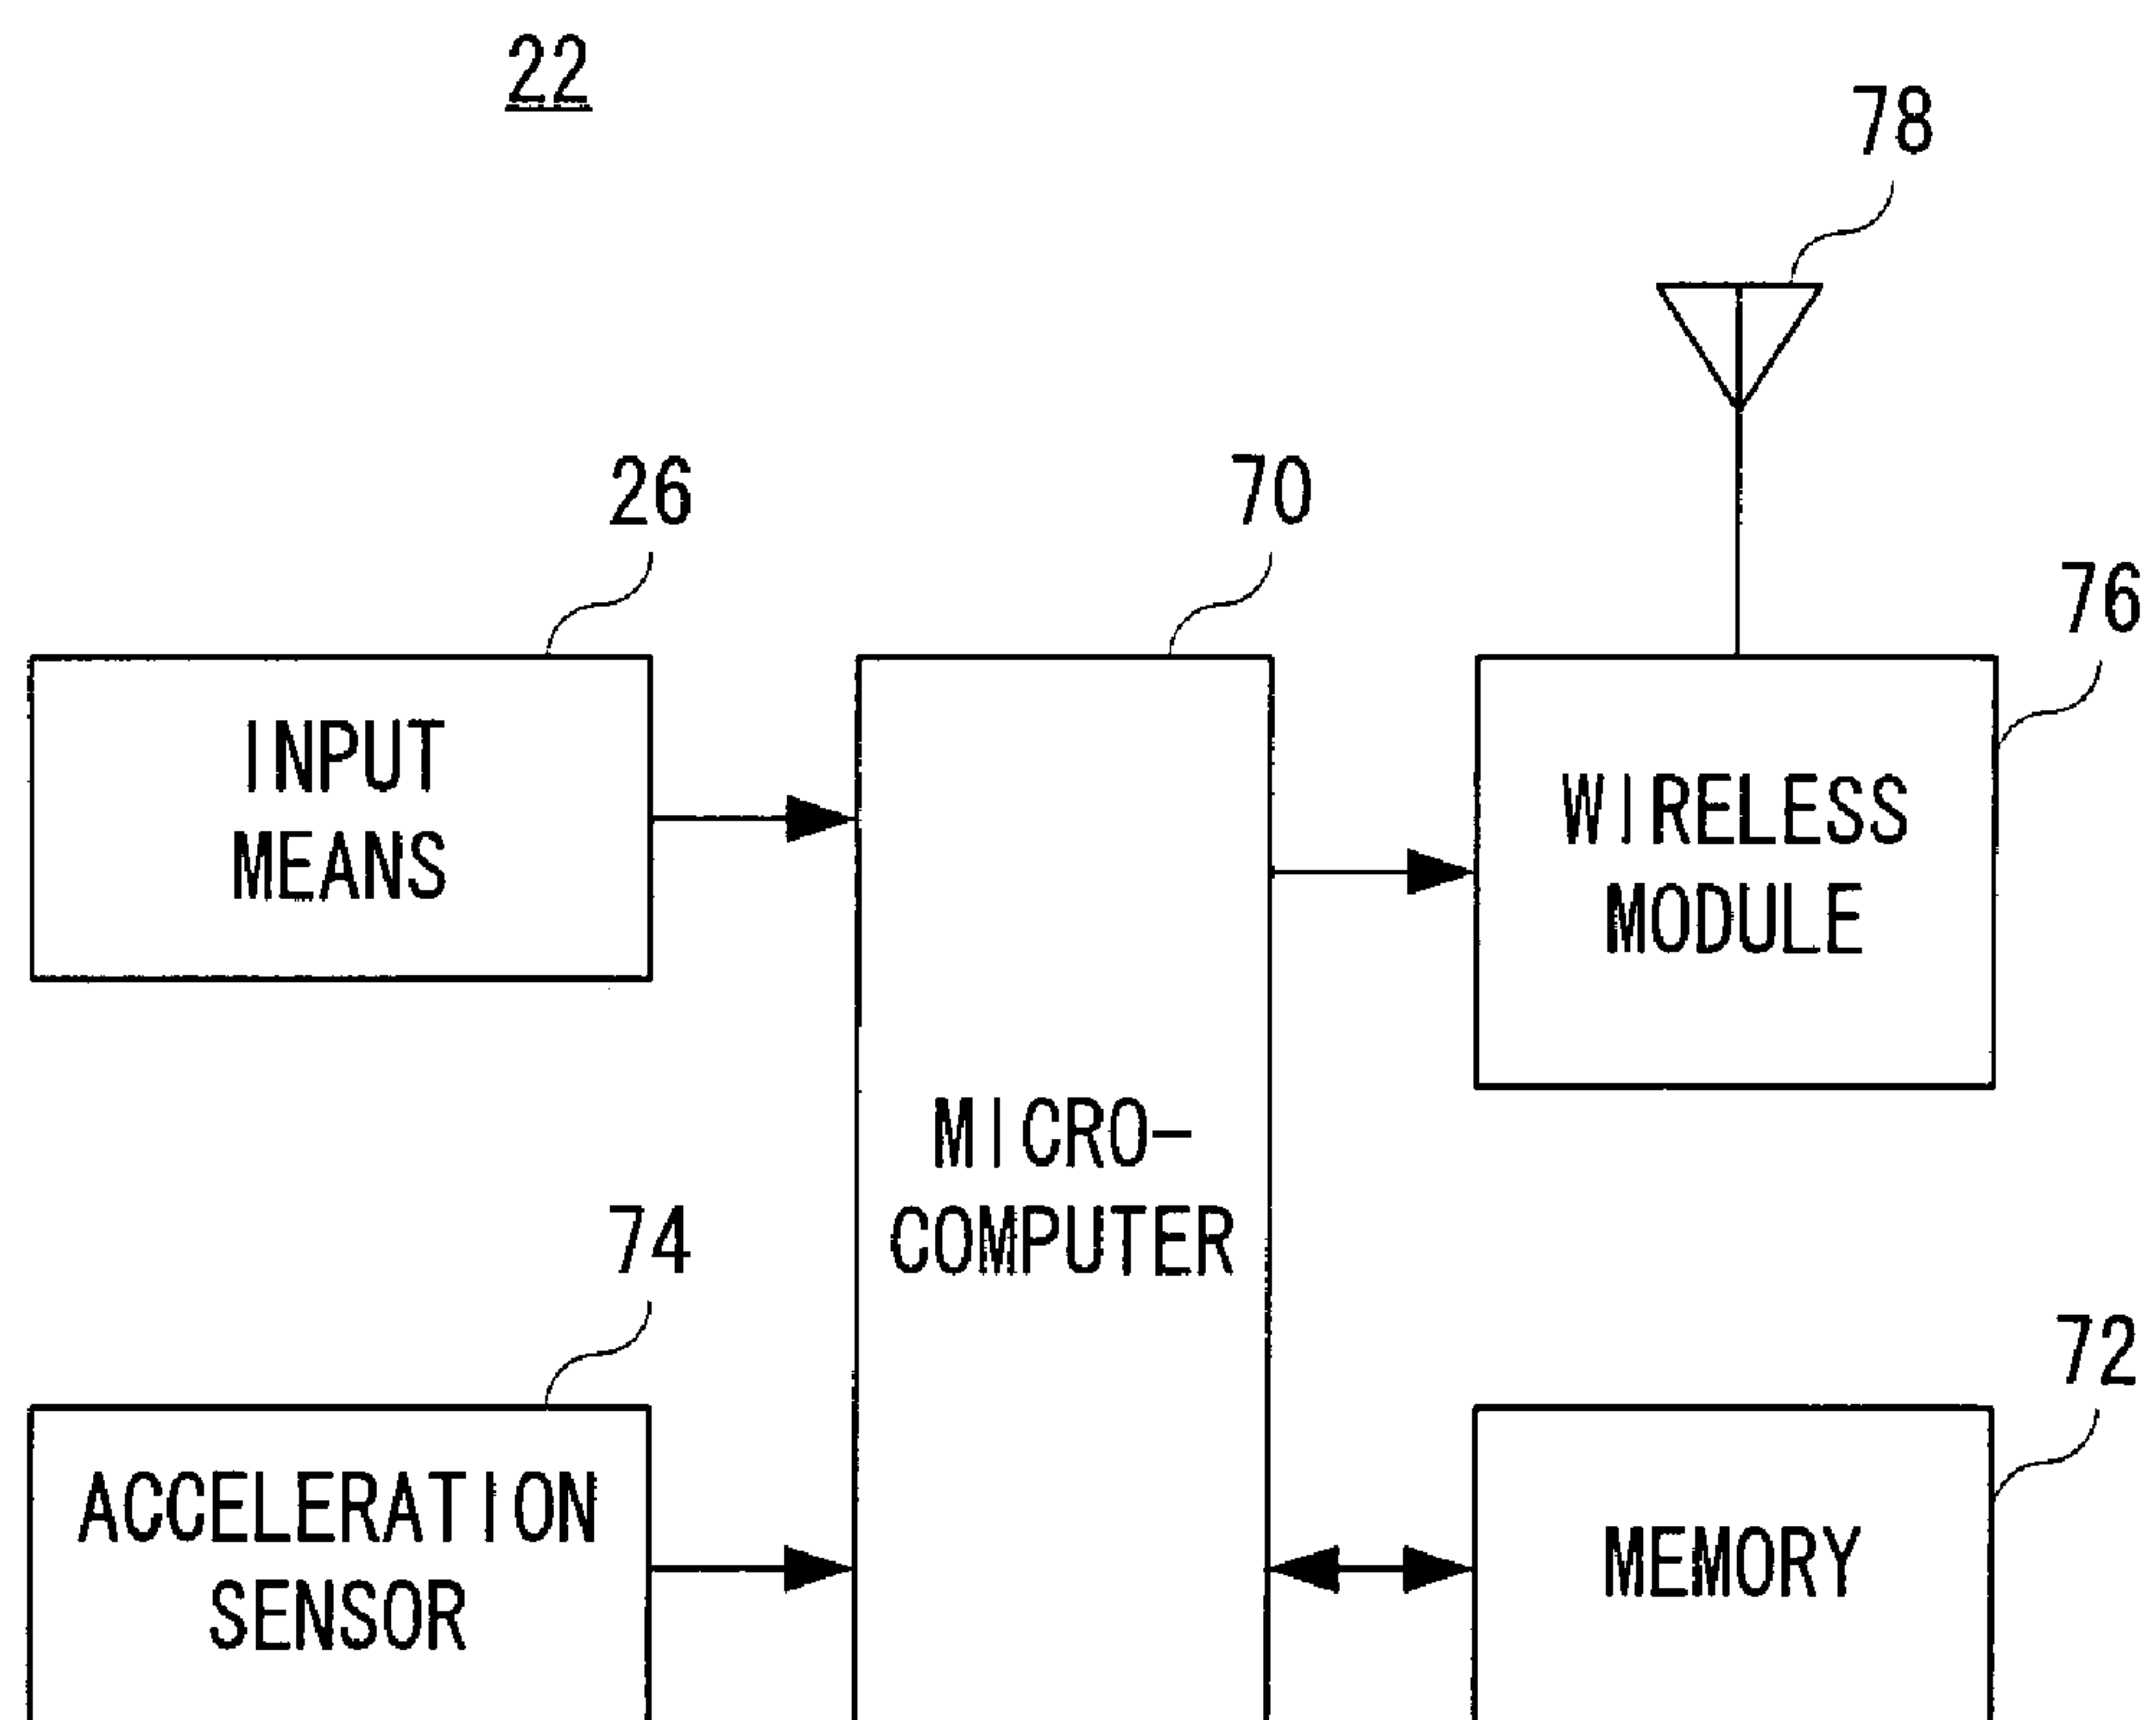 22
78
26
70
76
INPUT
MEANS
WIRELESS
MODULE
MICRO-
COMPUTER
74
72
ACCELERATION
SENSOR
MEMORY